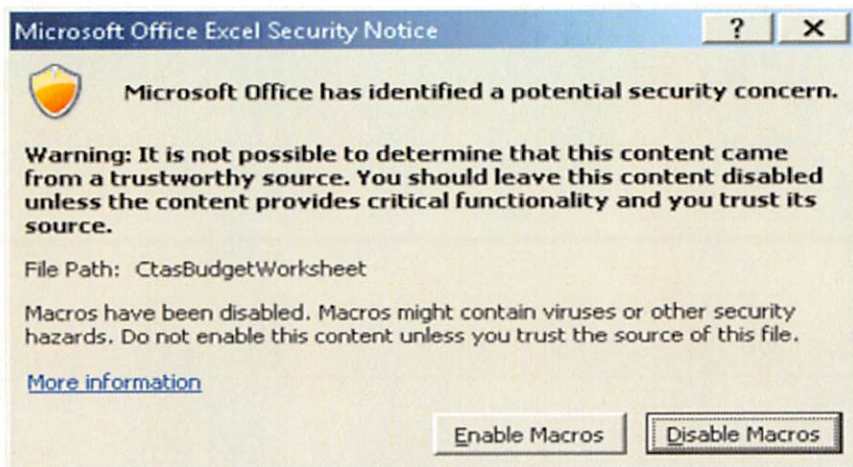 Microsoft Office Excel Security Notice
? X
Microsoft Office has identified a potential security concern.
Warning: It is not possible to determine that this content came
from a trustworthy source. You should leave this content disabled
unless the content provides critical functionality and you trust its
source.
File Path: CtasBudgetWorksheet
Macros have been disabled. Macros might contain viruses or other security
hazards. Do not enable this content unless you trust the source of this file.
More information
Enable Macros Disable Macros